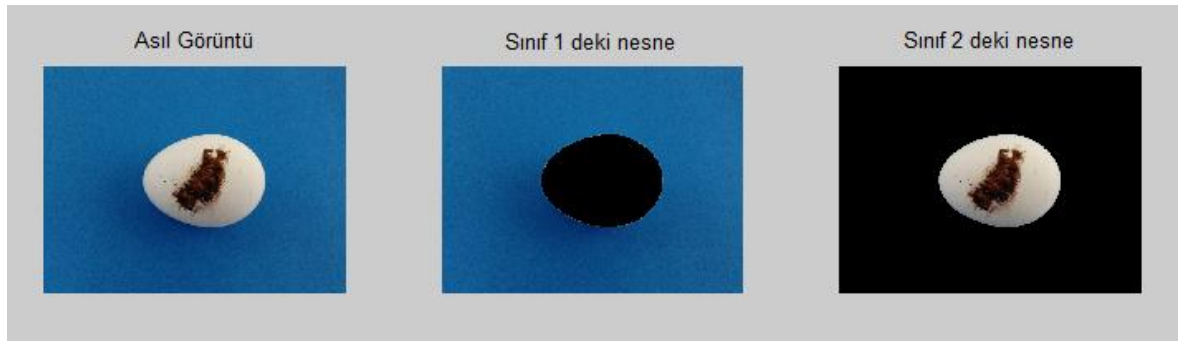 Asıl Görüntü
Sınıf 1 deki nesne
Sınıf 2 deki nesne